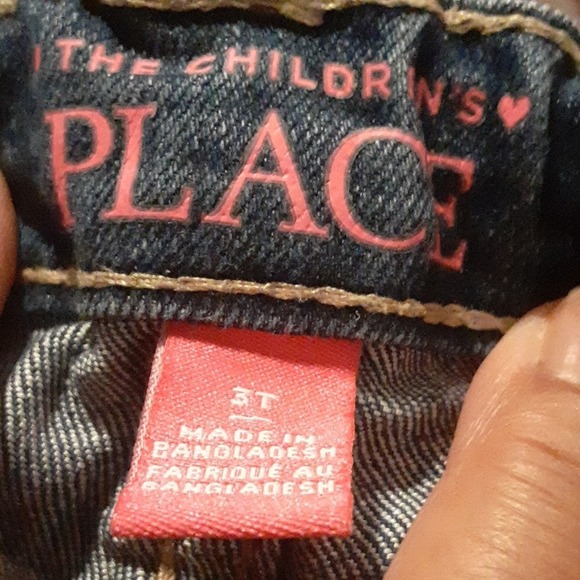 THE CHILDREN'S
PLACE
3T
MADE IN
BANGLADESH
FABRIQUÉ AU
BANGLADESH